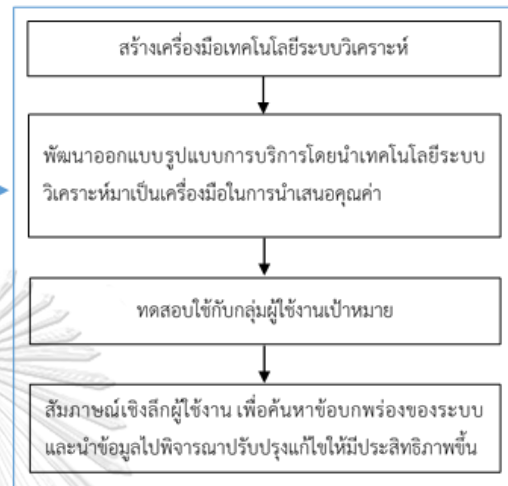 สร้างเครื่องมือเทคโนโลยีระบบวิเคราะห์
พัฒนาออกแบบรูปแบบการบริการโดยนำเทคโนโลยีระบบ
วิเคราะห์มาเป็นเครื่องมือในการนำเสนอคุณค่า
ทดสอบใช้กับกลุ่มผู้ใช้งานเป้าหมาย
สัมภาษณ์เชิงลึกผู้ใช้งาน เพื่อค้นหาข้อบกพร่องของระบบ
และนำข้อมูลไปพิจารณาปรับปรุงแก้ไขให้มีประสิทธิภาพขึ้น